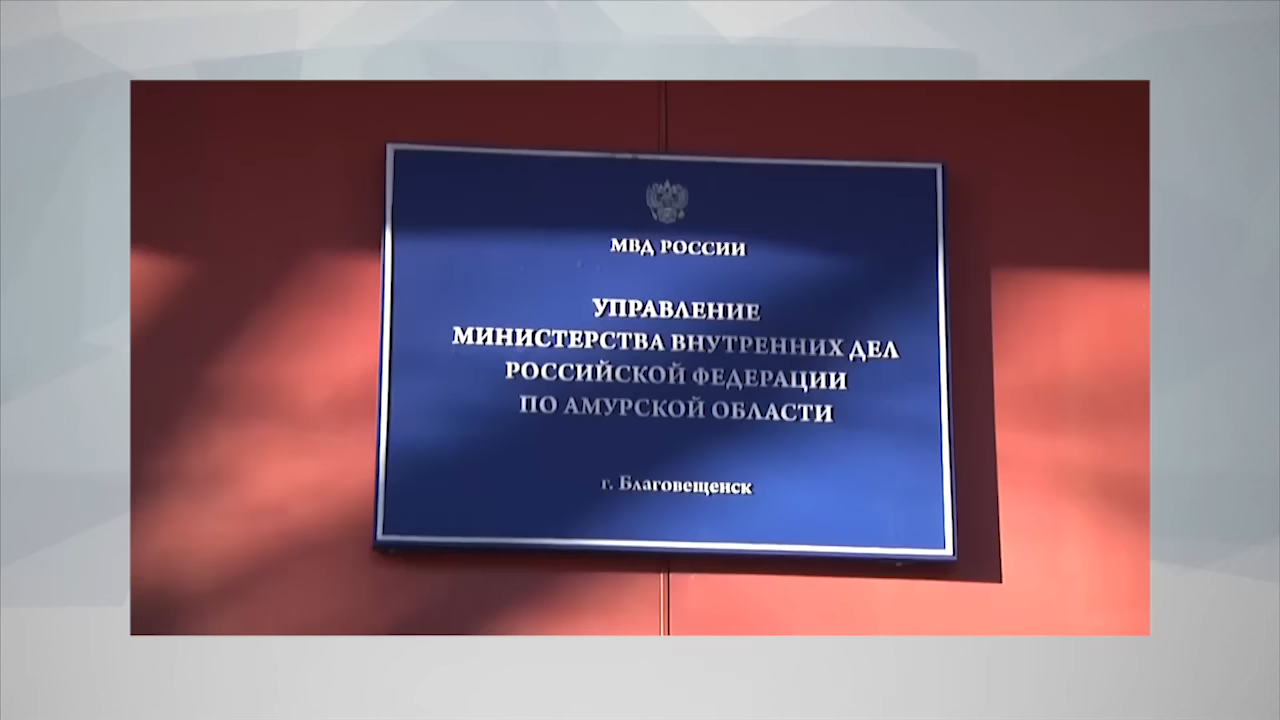 МВД РОССИИ
УПРАВЛЕНИЕ
МИНИСТЕРСТВА ВНУТРЕННИХ ДЕЛ
РОССИЙСКОЙ ФЕДЕРАЦИИ
ПО АМУРСКОЙ ОБЛАСТИ
г. Благовещенск